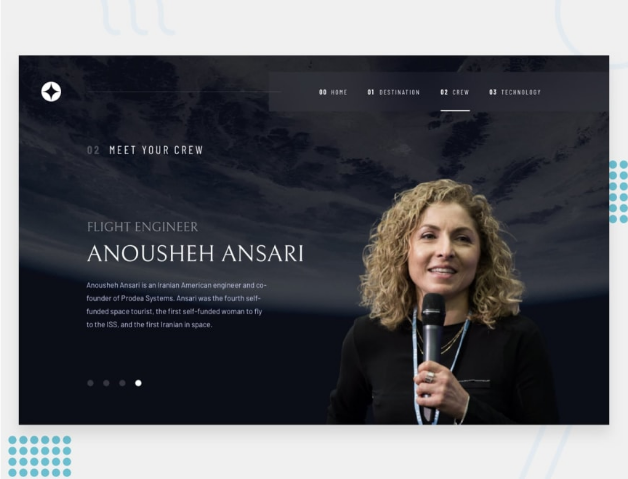 00 HOME 01 DESTINATION 02 CREW 03 TECHNOLOGY
02 MEET YOUR CREW
FLIGHT ENGINEER
ANOUSHEH ANSARI
Anousheh Ansari is an Iranian American engineer and co-
founder of Prodea Systems. Ansari was the fourth self-
funded space tourist, the first self-funded woman to fly
to the ISS, and the first Iranian in space.